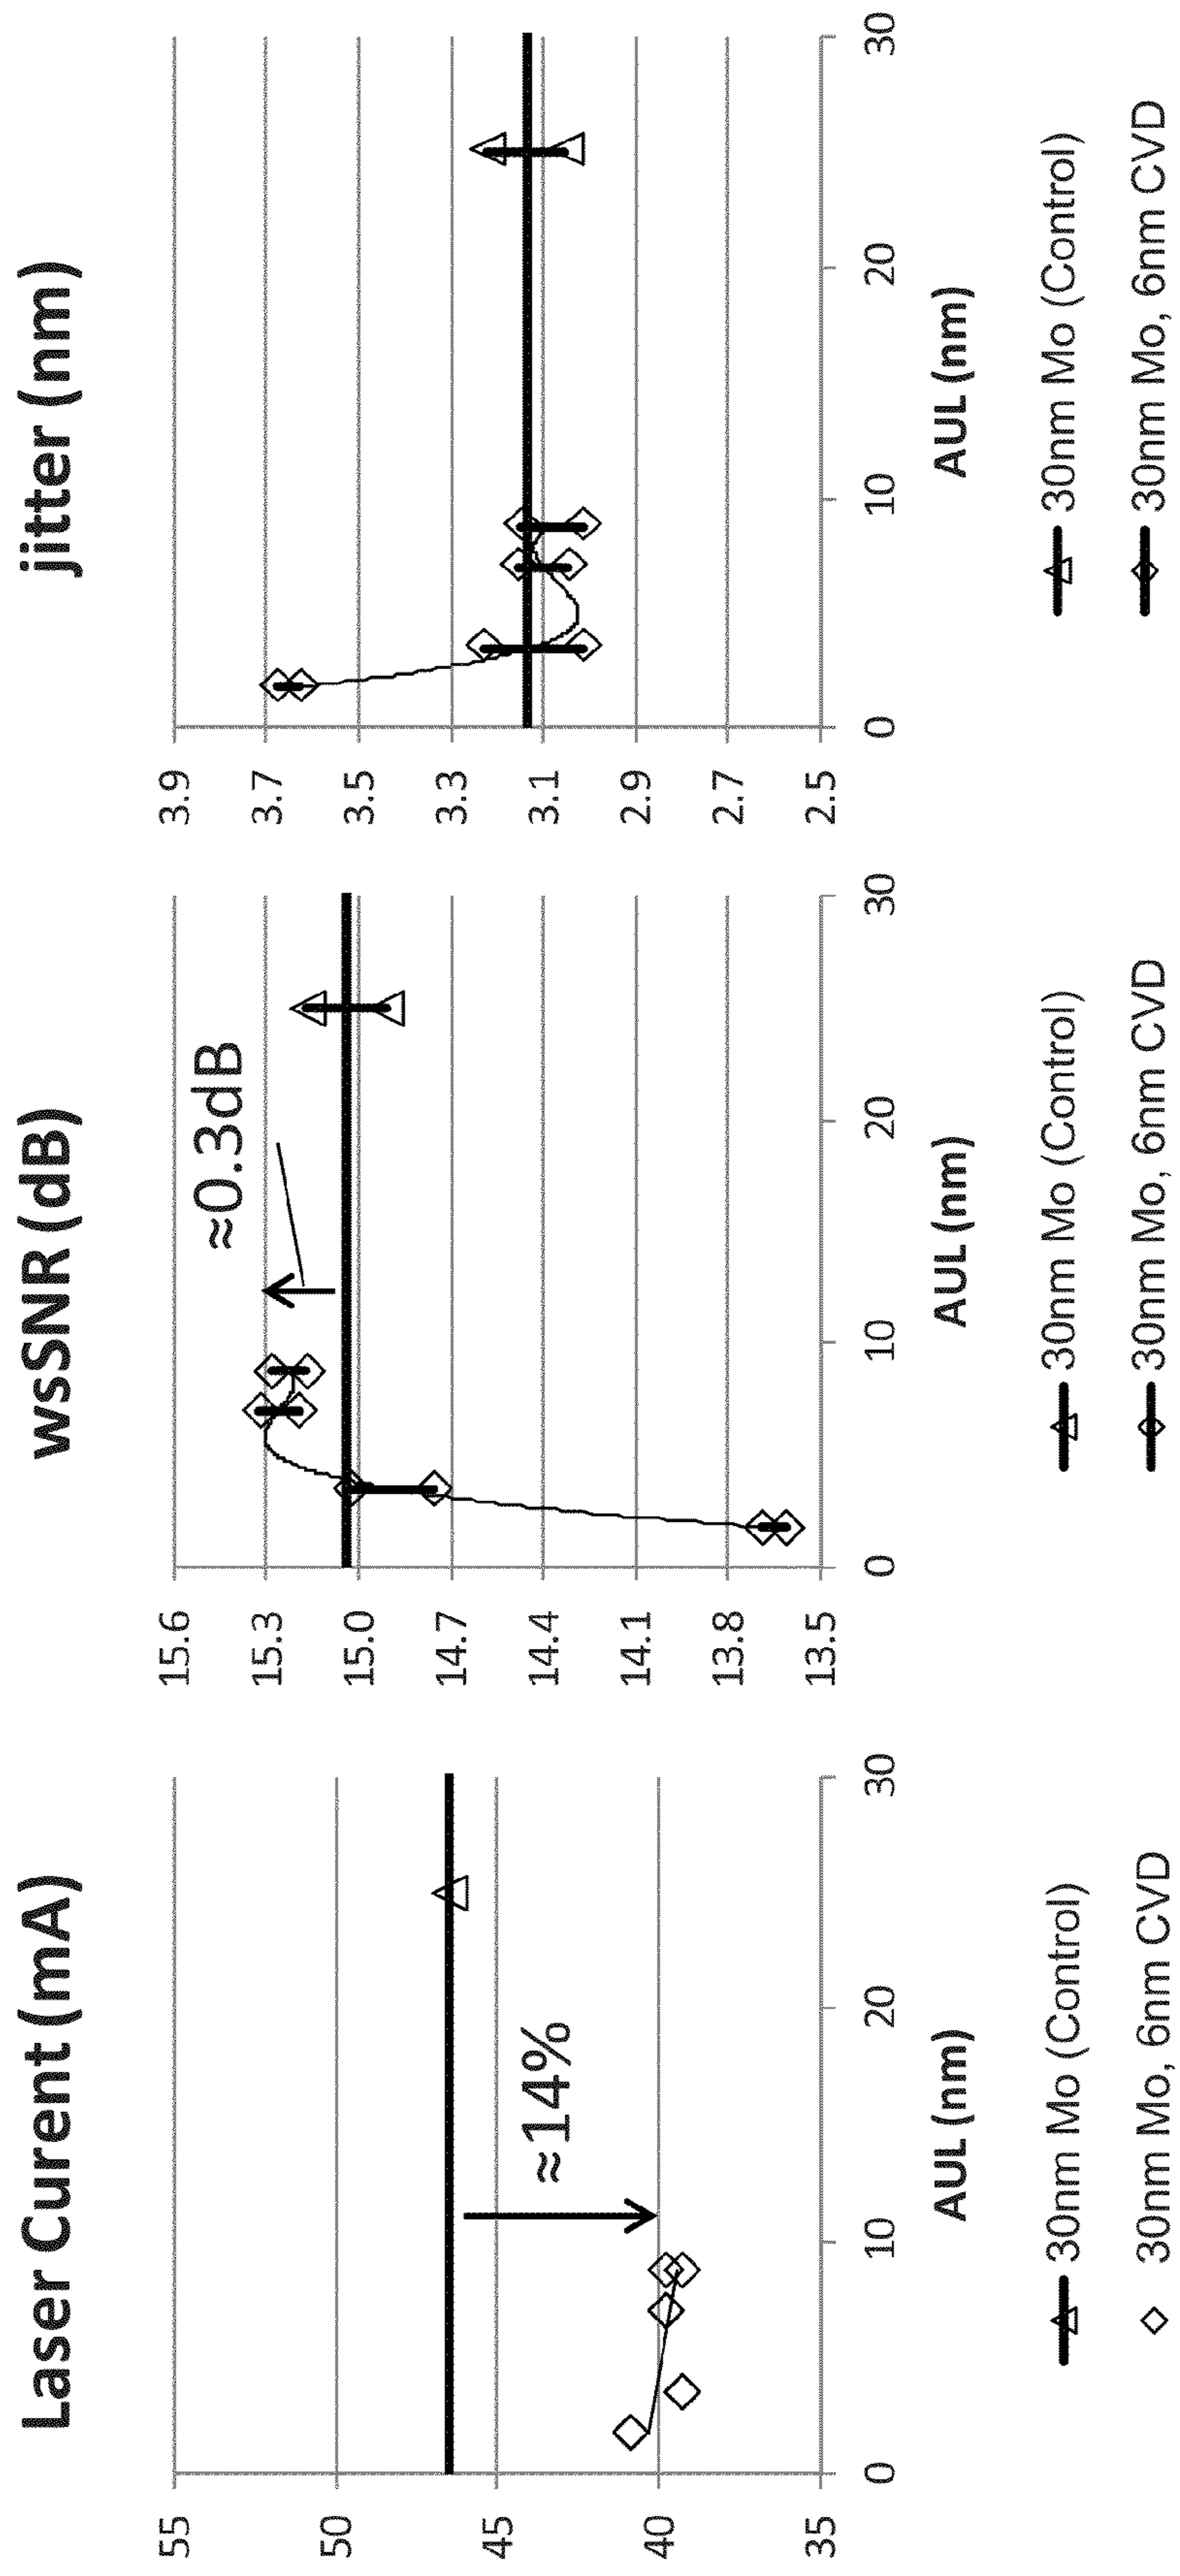 Laser Curent (mA)
55
50
45
40
35
≈14%
0
10
20
30
AUL (nm)
30nm Mo (Control)
30nm Mo, 6nm CVD
wsSNR (dB)
15.6
15.3
15.0
14.7
14.4
14.1
13.8
13.5
≈0.3dB
0
10
20
30
AUL (nm)
30nm Mo (Control)
30nm Mo, 6nm CVD
jitter (nm)
3.9
3.7
3.5
3.3
3.1
2.9
2.7
2.5
0
10
20
30
AUL (nm)
30nm Mo (Control)
30nm Mo, 6nm CVD